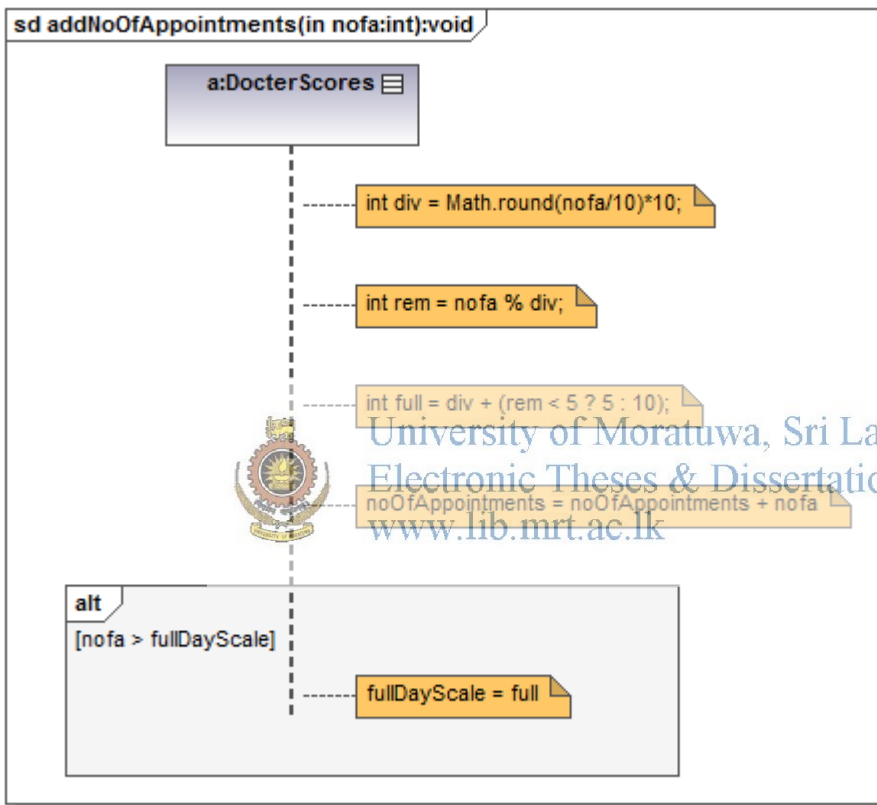 sd addNoOfAppointments(in nofa:int):void
a:DocterScores
int div = Math.round(nofa/10)*10;
int rem = nofa % div;
int full = div + (rem < 5 ? 5 : 10);
University of Moratuwa, Sri La
Electronic Theses & Dissertatio
noOfAppointments = noOfAppointments + nofa
www.lib.mrt.ac.lk
alt
[nofa > fullDayScale]
fullDayScale = full